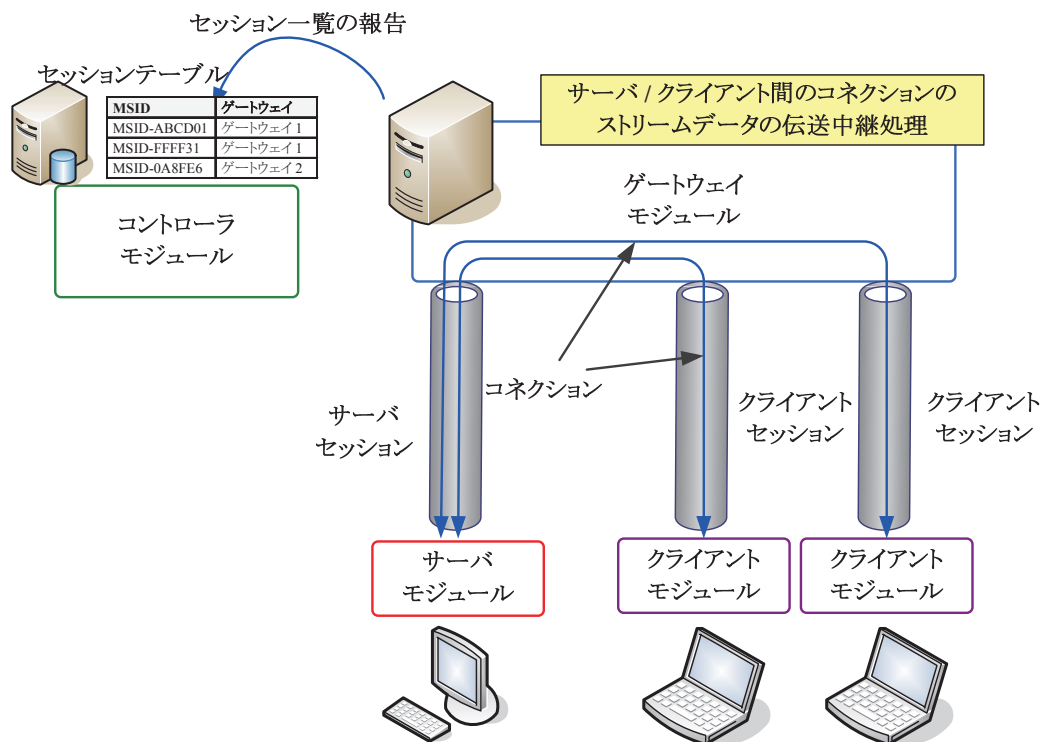 セッション一覧の報告
セッションテーブル
MSID ゲートウェイ
MSID-ABCD01 ゲートウェイ1
MSID-FFFF31 ゲートウェイ1
MSID-0A8FE6 ゲートウェイ2
コントローラ
モジュール
サーバ / クライアント間のコネクションの
ストリームデータの伝送中継処理
ゲートウェイ
モジュール
コネクション
サーバ
セッション
クライアント
セッション
クライアント
セッション
サーバ
モジュール
クライアント
モジュール
クライアント
モジュール